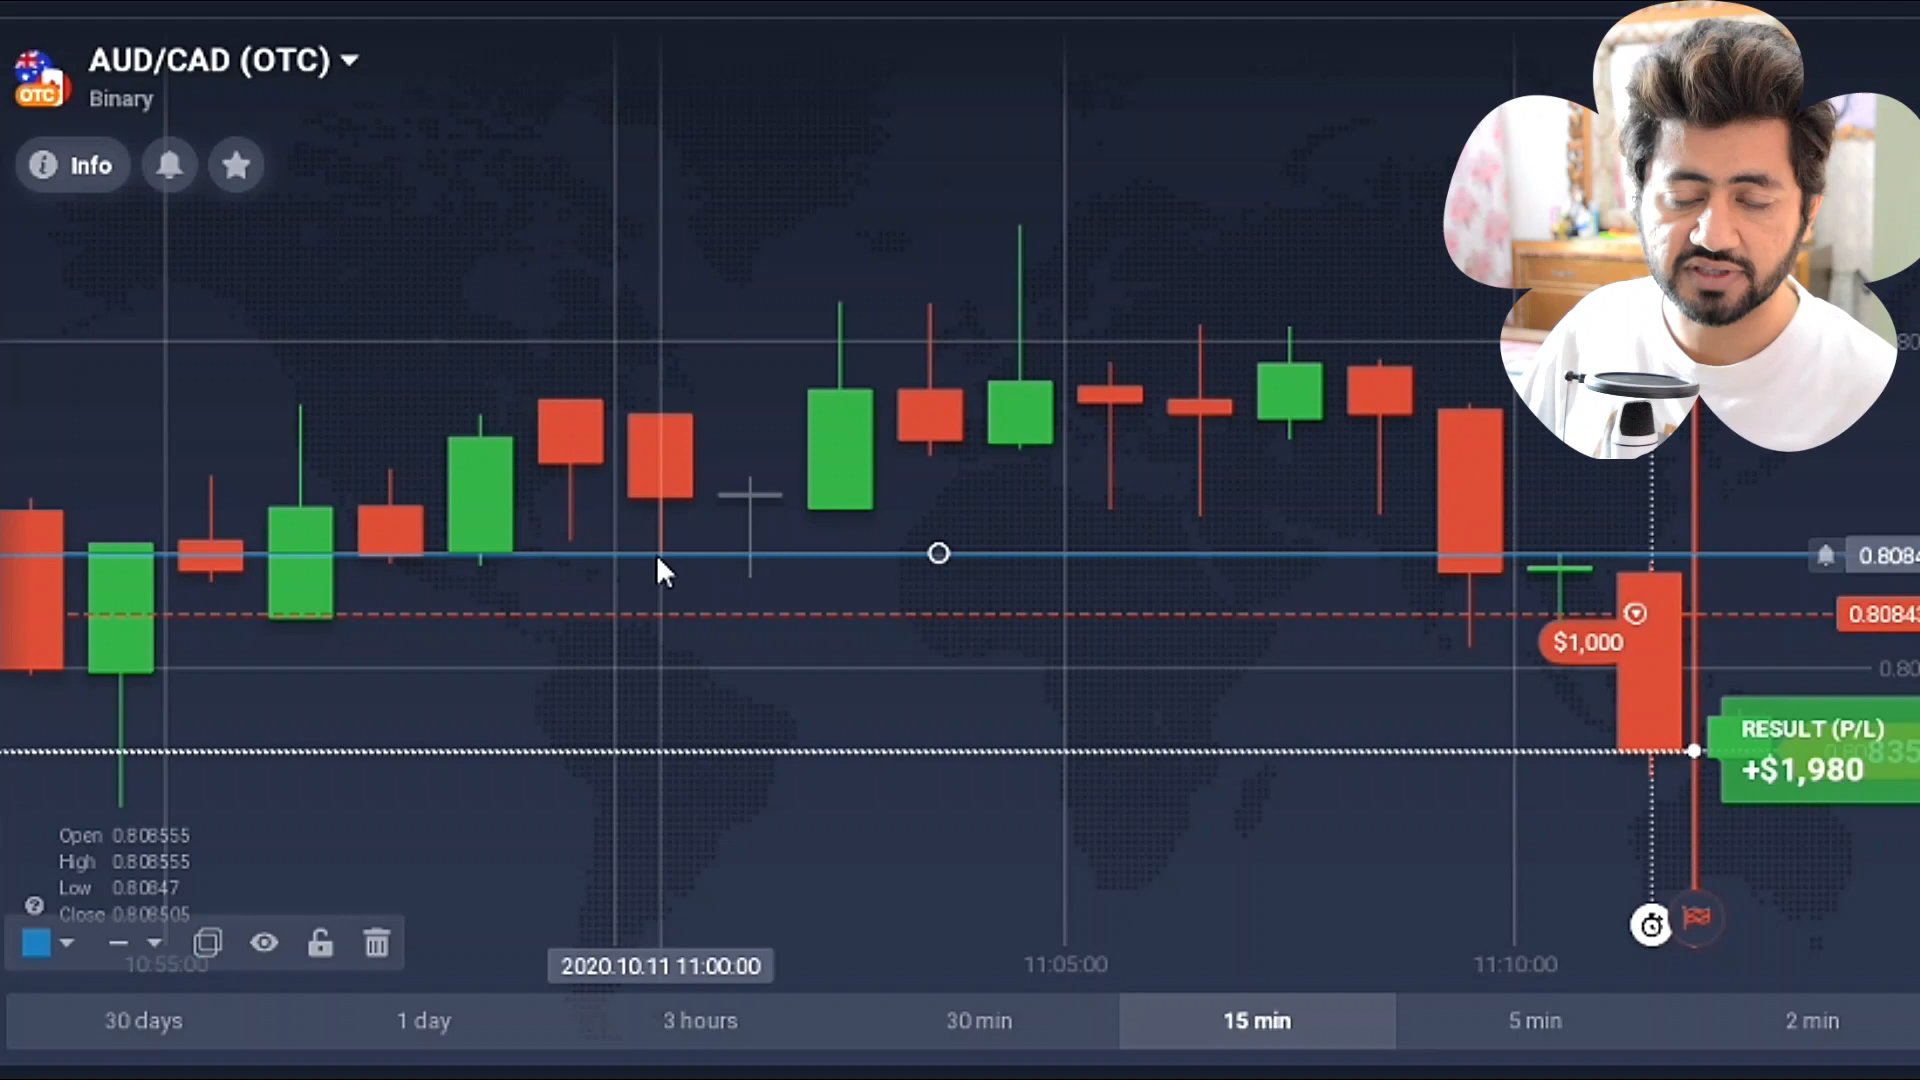 AUD/CAD (OTC)
OTC
Binary
Info
0.8084
0.80843
$1,000
0.80
RESULT (P/L)
+$1,980
Open 0.808555
High 0.808555
Low 0.80847
Close 0.808505
10:55:00
2020.10.11 11:00:00
11:05:00
11:10:00
30 days
1 day
3 hours
30 min
15 min
5 min
2 min